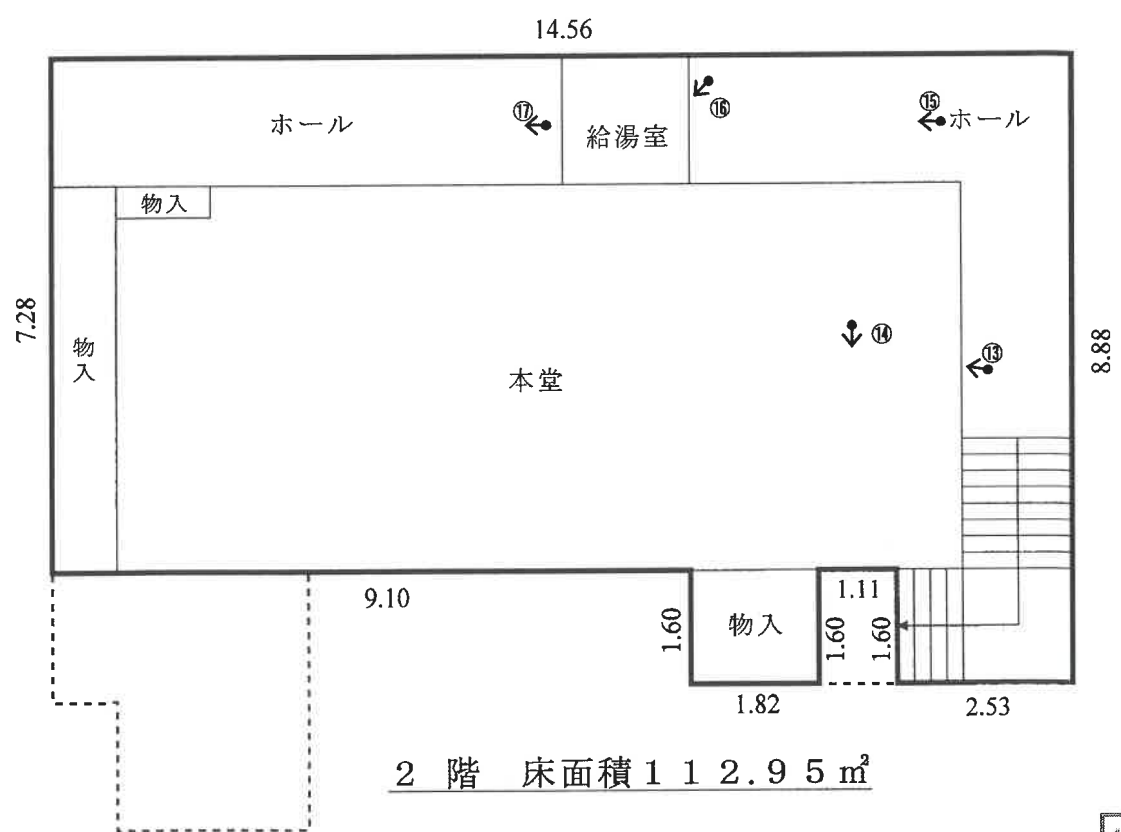 14.56
ホール
⑰
給湯室
⑯
⑮
ホール
物入
7.28
物入
本堂
⑭
⑬
8.88
9.10
1.60
物入
1.60
1.11
1.60
1.82
2.53
2 階 床面積112.95㎡